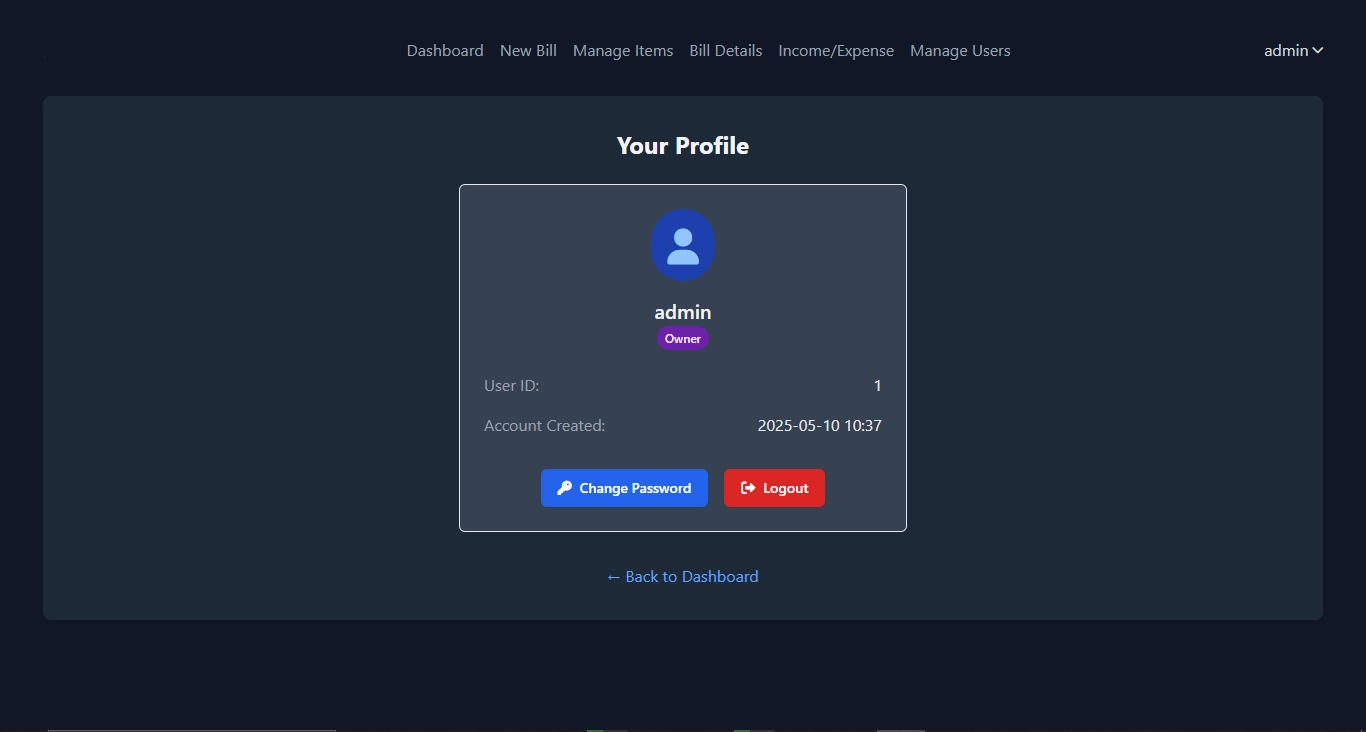 Dashboard New Bill Manage Items Bill Details Income/Expense Manage Users admin
Your Profile
admin
Owner
User ID: 1
Account Created: 2025-05-10 10:37
Change Password Logout
← Back to Dashboard